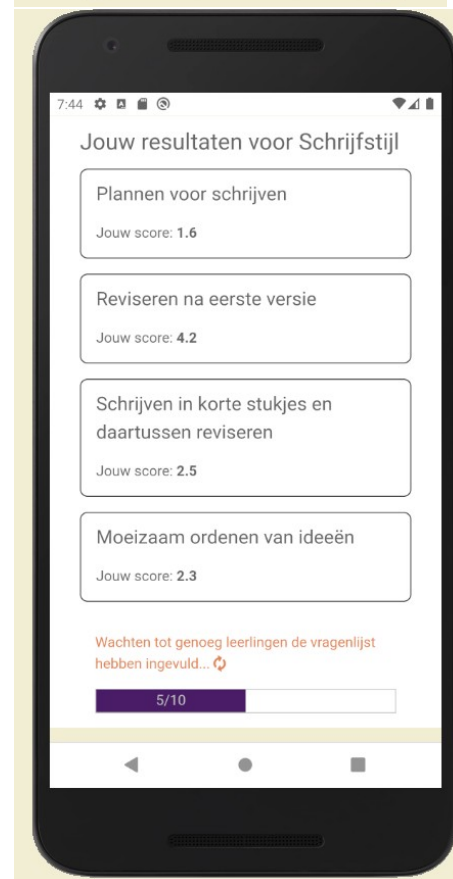 7:44
Jouw resultaten voor Schrijfstijl
Plannen voor schrijven
Jouw score: 1.6
Reviseren na eerste versie
Jouw score: 4.2
Schrijven in korte stukjes en
daartussen reviseren
Jouw score: 2.5
Moeizaam ordenen van ideeën
Jouw score: 2.3
Wachten tot genoeg leerlingen de vragenlijst
hebben ingevuld...
5/10